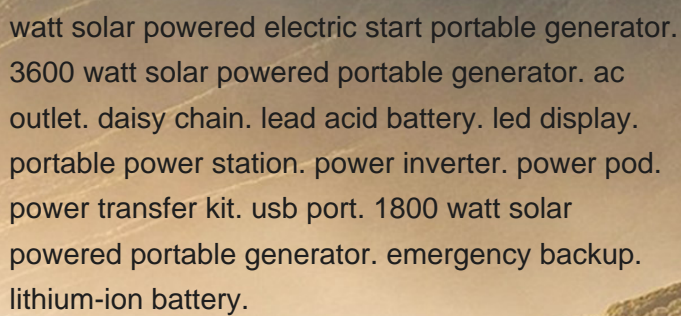 watt solar powered electric start portable generator.
3600 watt solar powered portable generator. ac
outlet. daisy chain. lead acid battery. led display.
portable power station. power inverter. power pod.
power transfer kit. usb port. 1800 watt solar
powered portable generator. emergency backup.
lithium-ion battery.